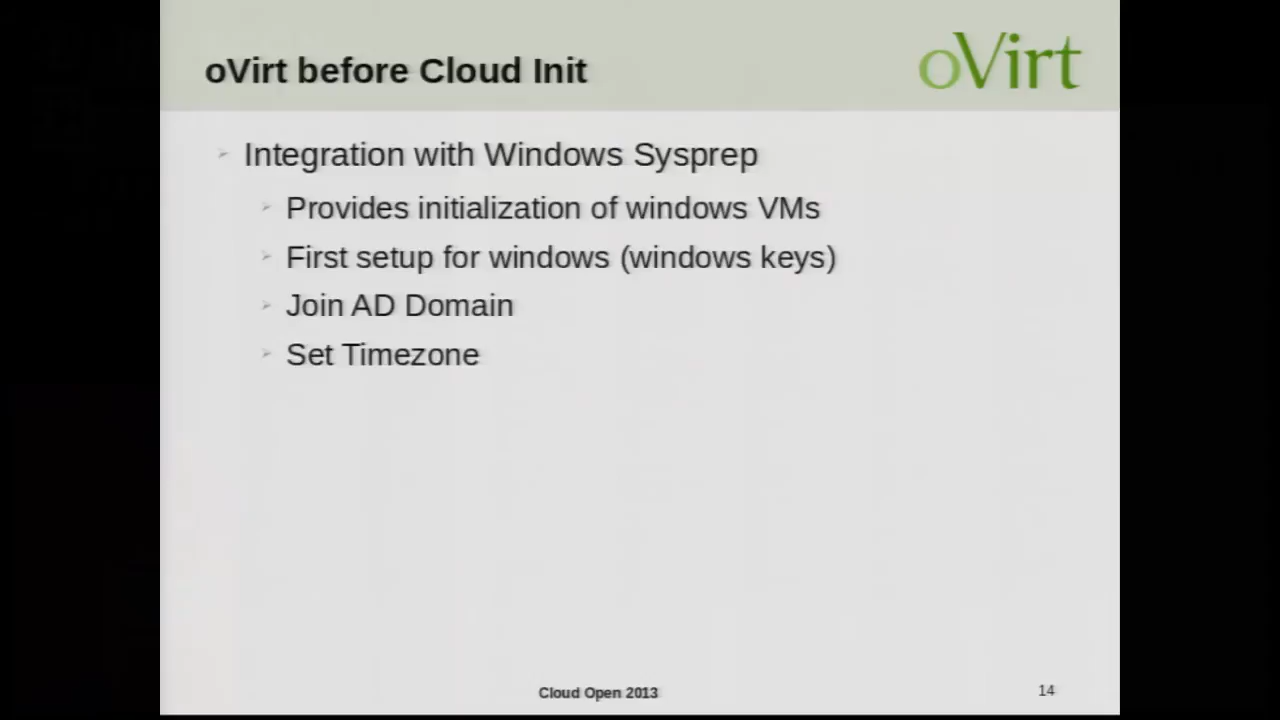 oVirt before Cloud Init
oVirt
Integration with Windows Sysprep
Provides initialization of windows VMs
First setup for windows (windows keys)
Join AD Domain
Set Timezone
Cloud Open 2013
14